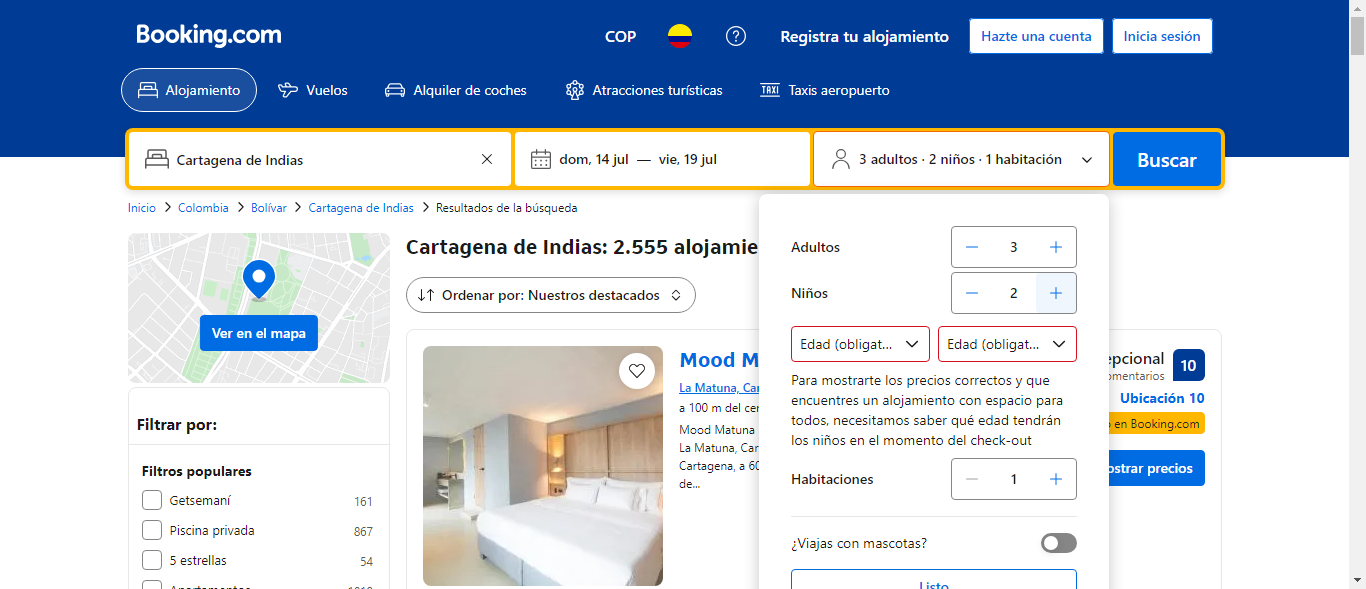 Booking.com
COP
Registra tu alojamiento
Hazte una cuenta
Inicia sesión
Alojamiento
Vuelos
Alquiler de coches
Atracciones turísticas
TAXI
Taxis aeropuerto
Cartagena de Indias
dom, 14 jul — vie, 19 jul
3 adultos · 2 niños · 1 habitación
Buscar
Inicio > Colombia > Bolívar > Cartagena de Indias > Resultados de la búsqueda
Ver en el mapa
Filtrar por:
Filtros populares
Getsemaní 161
Piscina privada 867
5 estrellas 54
Cartagena de Indias: 2.555 alojamie
Ordenar por: Nuestros destacados
Mood M
La Matuna, Car
a 100 m del cen
Mood Matuna
La Matuna, Car
Cartagena, a 60
de...
Adultos
3
Niños
2
Edad (obligat...
Edad (obligat...
Para mostrarte los precios correctos y que
encuentres un alojamiento con espacio para
todos, necesitamos saber qué edad tendrán
los niños en el momento del check-out
Habitaciones
1
¿Viajas con mascotas?
Listo
epcional
omentarios
10
Ubicación 10
en Booking.com
ostrar precios